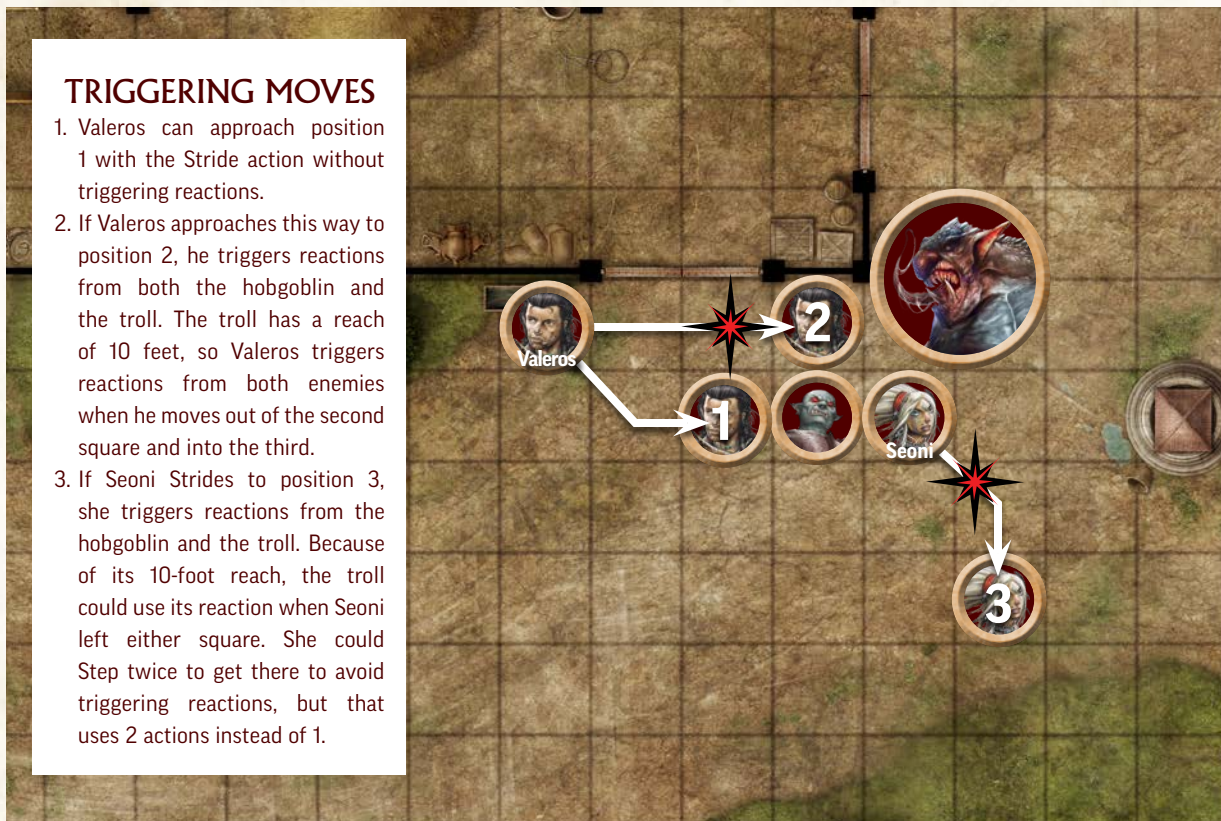 TRIGGERING MOVES
1. Valeros can approach position
1 with the Stride action without
triggering reactions.
2. If Valeros approaches this way to
position 2, he triggers reactions
from both the hobgoblin and
the troll. The troll has a reach
of 10 feet, so Valeros triggers
reactions from both enemies
when he moves out of the second
square and into the third.
3. If Seoni Strides to position 3,
she triggers reactions from the
hobgoblin and the troll. Because
of its 10-foot reach, the troll
could use its reaction when Seoni
left either square. She could
Step twice to get there to avoid
triggering reactions, but that
uses 2 actions instead of 1.
Valeros
2
1
Seoni
3